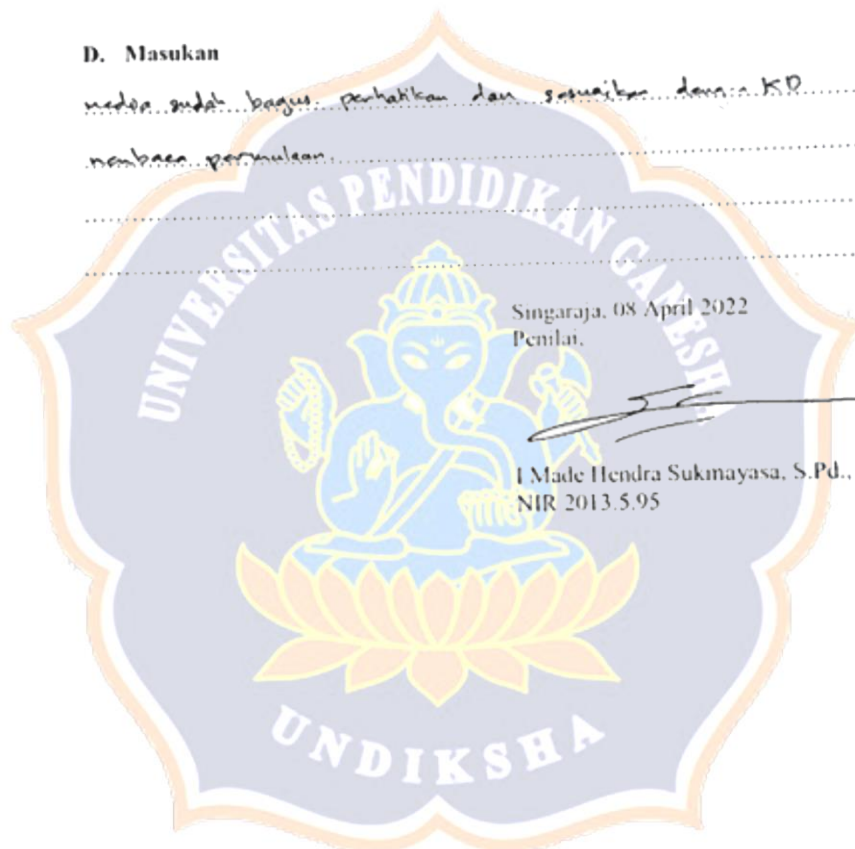 D. Masukan
media sudah bagus. perhatikan dan sesuaikan dengan KD
membaca permulaan.
UNIVERSITAS PENDIDIKAN GANESHA
Singaraja, 08 April 2022
Penilai,
I Made Hendra Sukmayasa, S.Pd.,
NIR 2013.5.95
UNDIKSHA